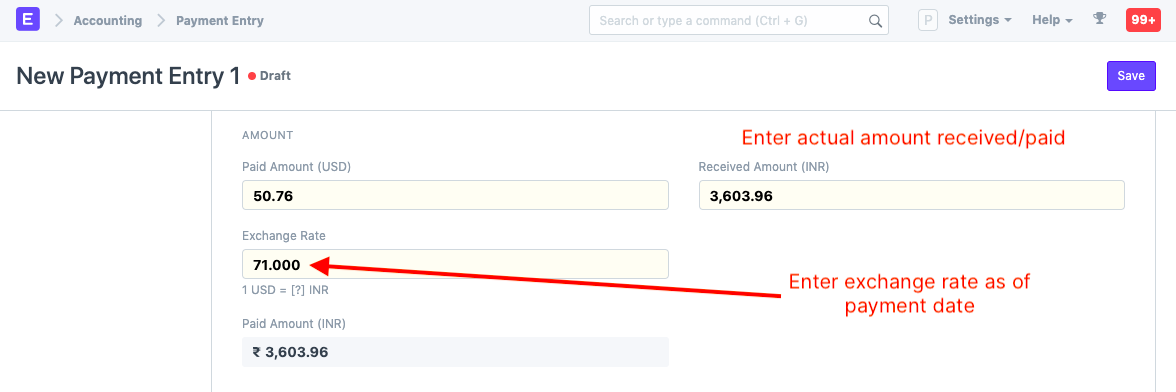 E
Accounting
Payment Entry
Search or type a command (Ctrl + G)
P
Settings
Help
99+
New Payment Entry 1
Draft
Save
AMOUNT
Enter actual amount received/paid
Paid Amount (USD)
Received Amount (INR)
50.76
3,603.96
Exchange Rate
71.000
1 USD = [?] INR
Enter exchange rate as of
payment date
Paid Amount (INR)
₹ 3,603.96